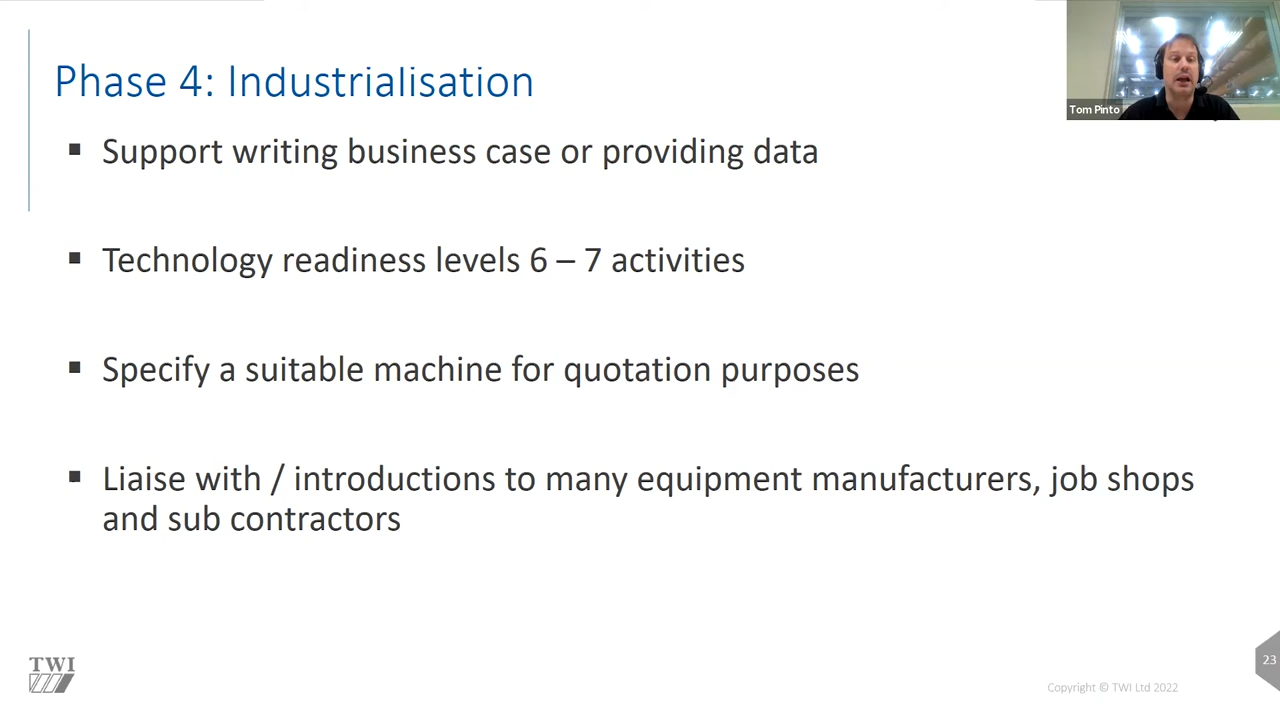 Phase 4: Industrialisation
Tom Pinto
▪ Support writing business case or providing data
▪ Technology readiness levels 6 – 7 activities
▪ Specify a suitable machine for quotation purposes
▪ Liaise with / introductions to many equipment manufacturers, job shops
and sub contractors
TWI
23
Copyright © TWI Ltd 2022